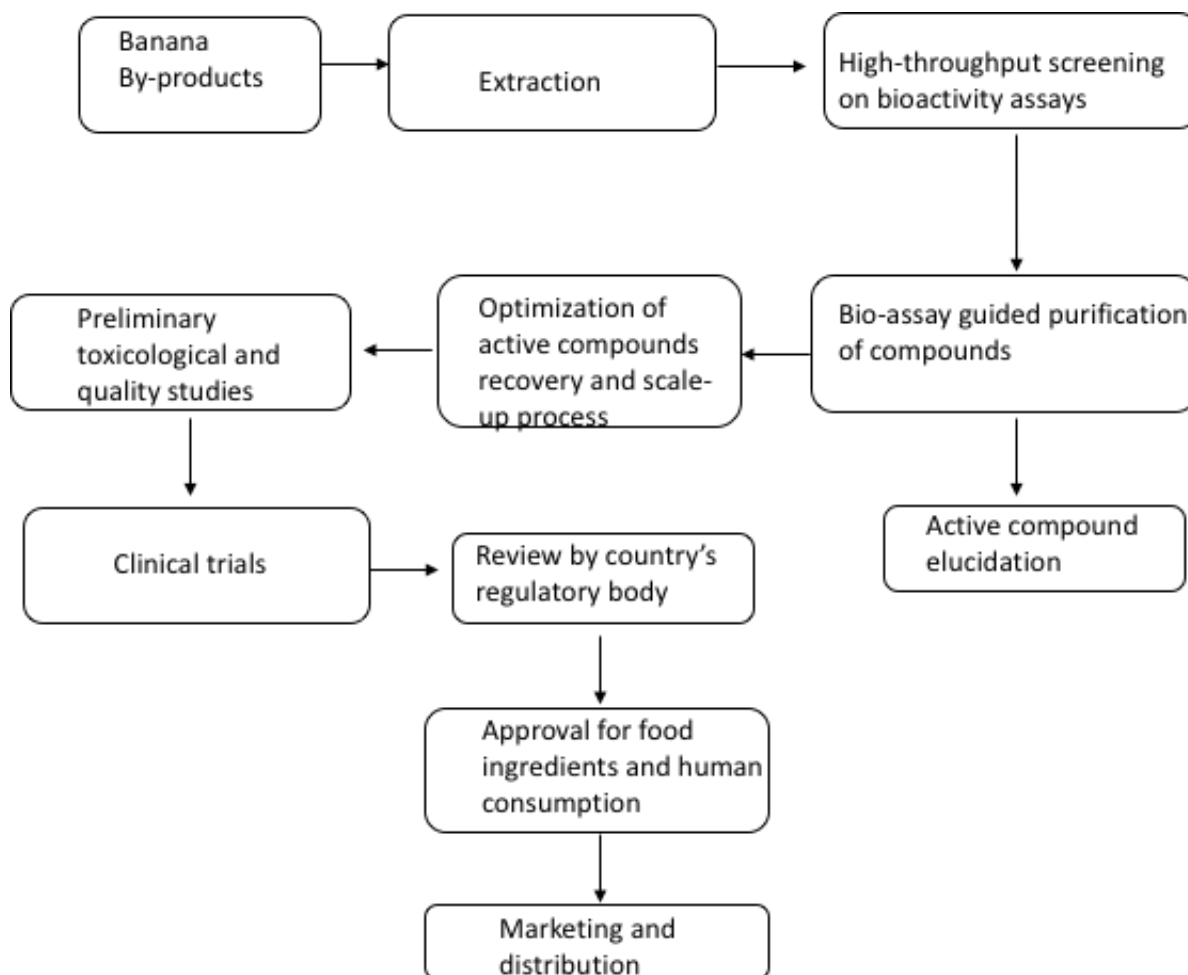 Banana
By-products
Extraction
High-throughput screening
on bioactivity assays
Preliminary
toxicological and
quality studies
Optimization of
active compounds
recovery and scale-
up process
Bio-assay guided purification
of compounds
Clinical trials
Review by country’s
regulatory body
Active compound
elucidation
Approval for food
ingredients and human
consumption
Marketing and
distribution